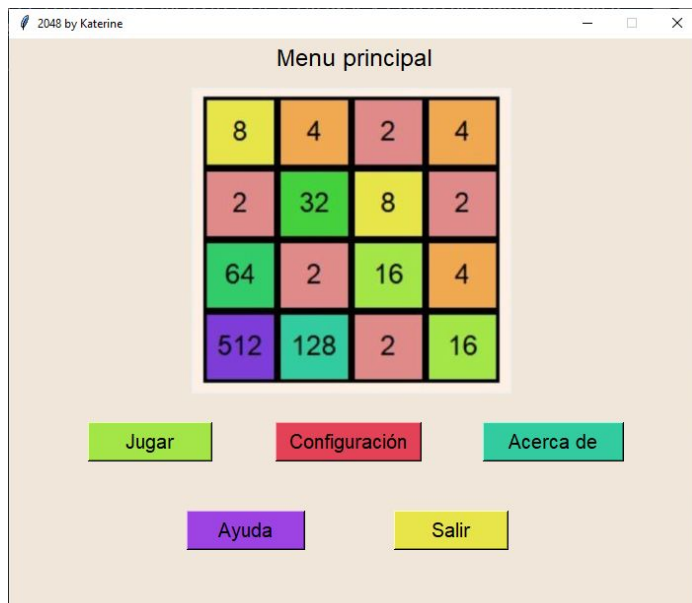 2048 by Katerine
Menu principal
8 4 2 4
2 32 8 2
64 2 16 4
512 128 2 16
Jugar Configuración Acerca de
Ayuda Salir